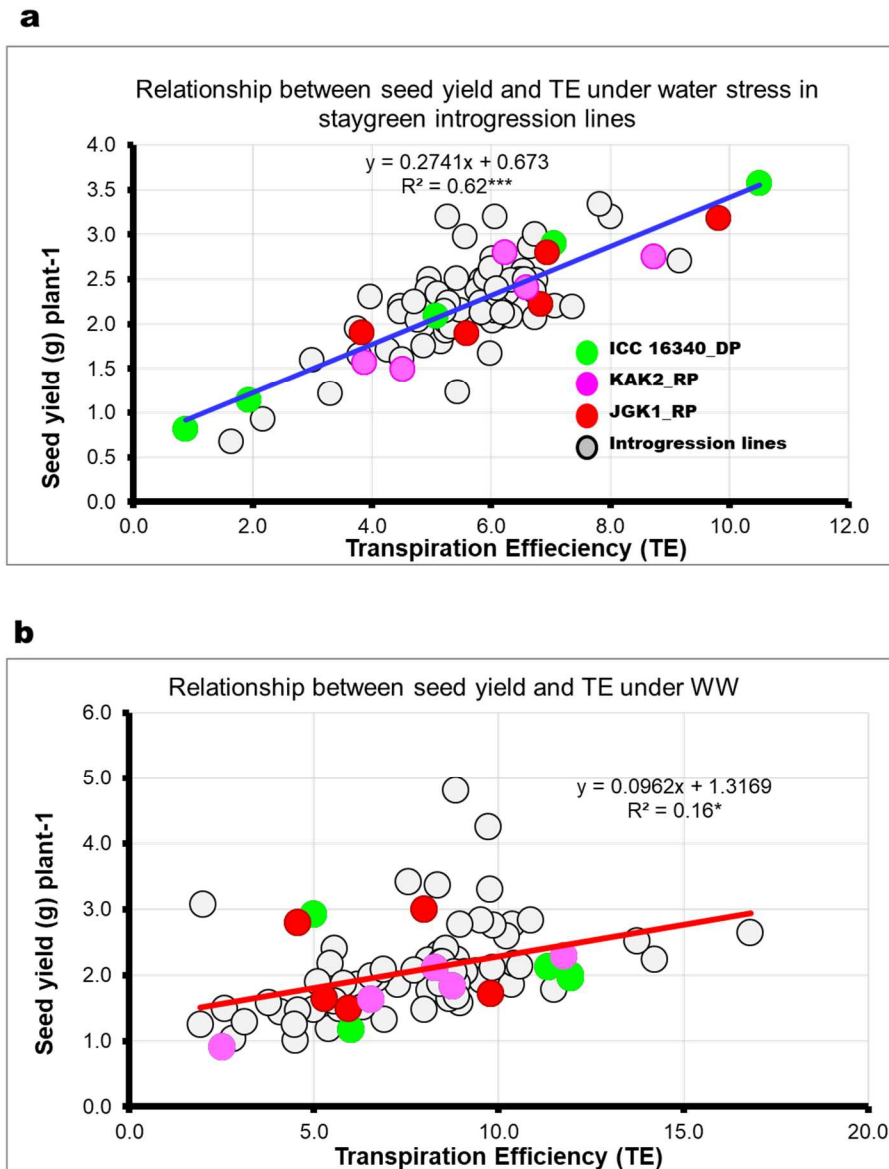 a
Relationship between seed yield and TE under water stress in
staygreen introgression lines
4.0
3.5
3.0
2.5
2.0
1.5
1.0
0.5
0.0
Seed yield (g) plant-1
y = 0.2741x + 0.673
R² = 0.62***
ICC 16340_DP
KAK2_RP
JGK1_RP
Introgression lines
0.0 2.0 4.0 6.0 8.0 10.0 12.0
Transpiration Effieciency (TE)
b
Relationship between seed yield and TE under WW
6.0
5.0
4.0
3.0
2.0
1.0
0.0
Seed yield (g) plant-1
y = 0.0962x + 1.3169
R² = 0.16*
0.0 5.0 10.0 15.0 20.0
Transpiration Efficiency (TE)